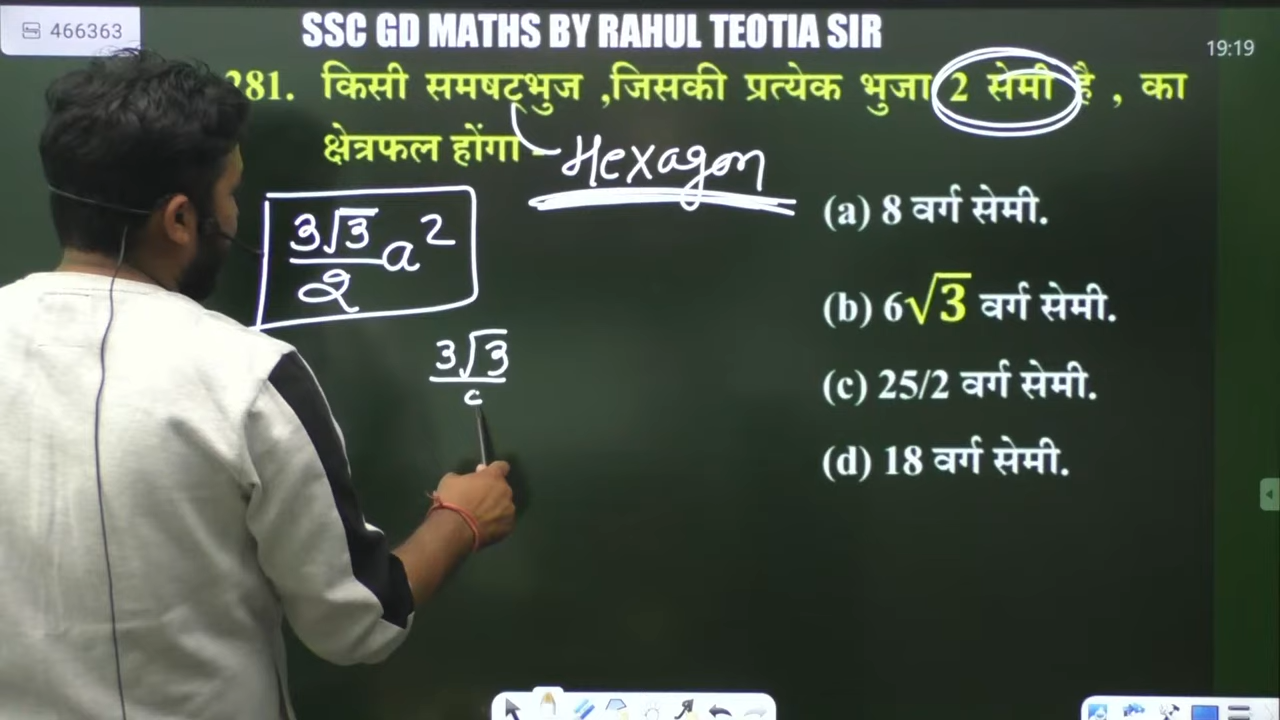 466363
SSC GD MATHS BY RAHUL TEOTIA SIR
19:19
281. किसी समषट्भुज ,जिसकी प्रत्येक भुजा 2 सेमी है , का
क्षेत्रफल होंगा -
Hexagon
3√3/2 a²
3√3
(a) 8 वर्ग सेमी.
(b) 6√3 वर्ग सेमी.
(c) 25/2 वर्ग सेमी.
(d) 18 वर्ग सेमी.